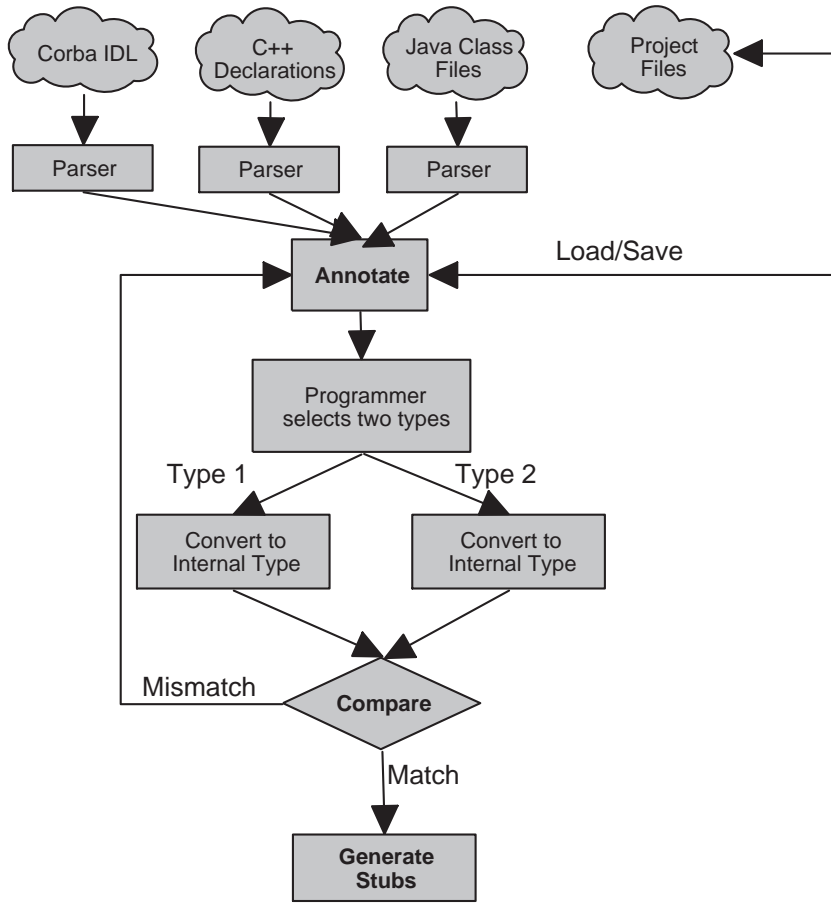 Corba IDL
C++
Declarations
Java Class
Files
Project
Files
Parser
Parser
Parser
Load/Save
Annotate
Programmer
selects two types
Type 1
Type 2
Convert to
Internal Type
Convert to
Internal Type
Mismatch
Compare
Match
Generate
Stubs